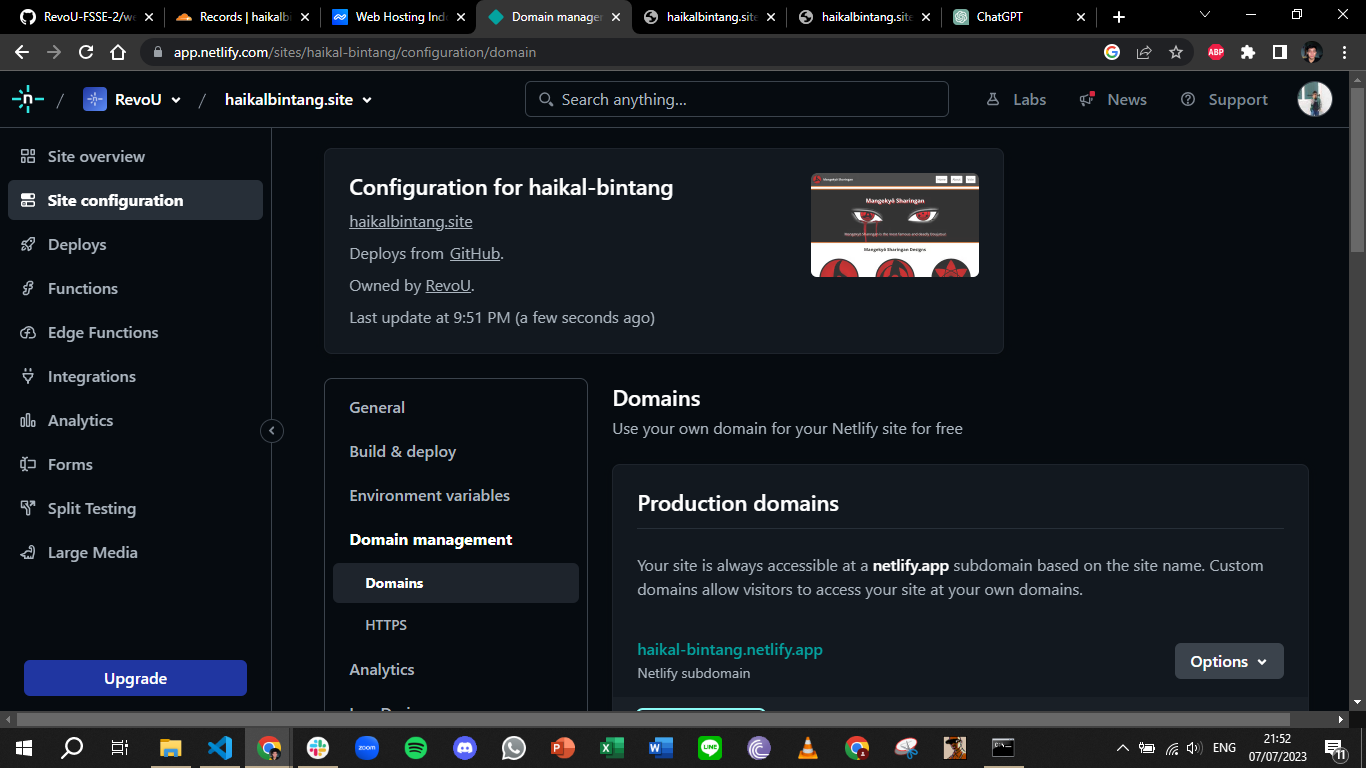 RevoU-FSSE-2/we
Records | haikalbi
Web Hosting Ind
Domain manager
haikalbintang.site
haikalbintang.site
ChatGPT
app.netlify.com/sites/haikal-bintang/configuration/domain
ABP
n / RevoU / haikalbintang.site
Search anything...
Labs
News
Support
Site overview
Site configuration
Deploys
Functions
Edge Functions
Integrations
Analytics
Forms
Split Testing
Large Media
Upgrade
Configuration for haikal-bintang
haikalbintang.site
Deploys from GitHub.
Owned by RevoU.
Last update at 9:51 PM (a few seconds ago)
Mangekyō Sharingan
Mangekyō Sharingan
Mangekyō Sharingan Designs
General
Build & deploy
Environment variables
Domain management
Domains
HTTPS
Analytics
Domains
Use your own domain for your Netlify site for free
Production domains
Your site is always accessible at a netlify.app subdomain based on the site name. Custom
domains allow visitors to access your site at your own domains.
haikal-bintang.netlify.app
Netlify subdomain
Options
zoom
LINE
ENG
21:52
07/07/2023
11